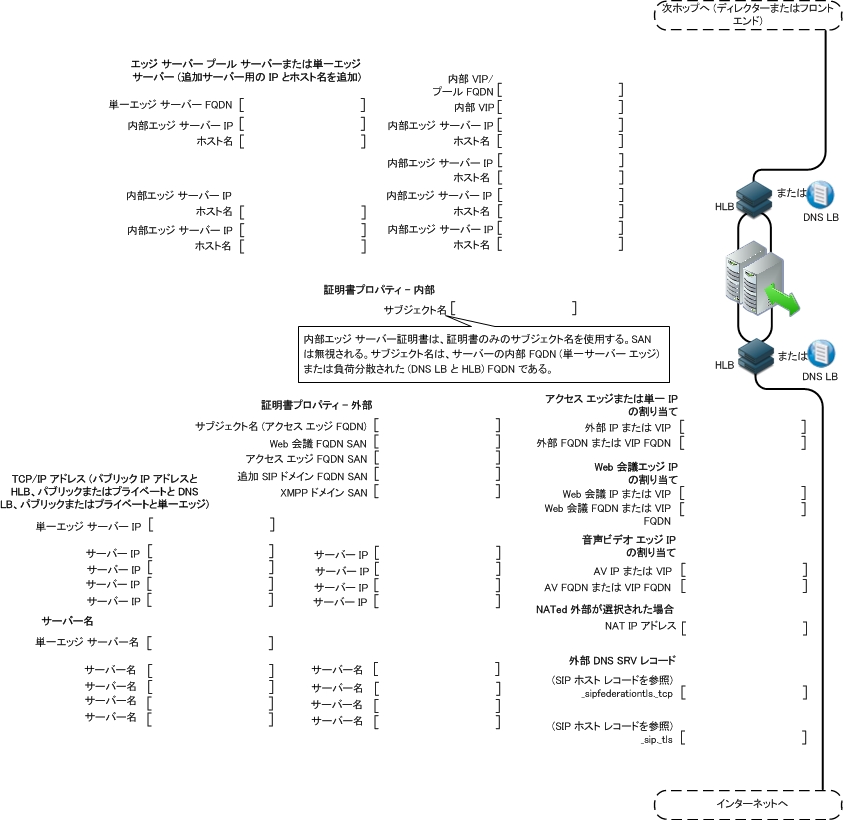 次ホップへ (ディレクターまたはフロント
エンド)
エッジ サーバー プール サーバーまたは単一エッジ
サーバー (追加サーバー用の IP とホスト名を追加)
単一エッジ サーバー FQDN [ ]
内部エッジ サーバー IP [ ]
ホスト名 [ ]
内部エッジ サーバー IP
ホスト名 [ ]
内部エッジ サーバー IP [ ]
ホスト名 [ ]
内部 VIP/
プール FQDN [ ]
内部 VIP [ ]
内部エッジ サーバー IP [ ]
ホスト名 [ ]
内部エッジ サーバー IP [ ]
ホスト名 [ ]
内部エッジ サーバー IP [ ]
ホスト名 [ ]
内部エッジ サーバー IP [ ]
ホスト名 [ ]
HLB
または
DNS LB
証明書プロパティ - 内部
サブジェクト名 [ ]
内部エッジ サーバー証明書は、証明書のみのサブジェクト名を使用する。SAN
は無視される。サブジェクト名は、サーバーの内部 FQDN (単一サーバー エッジ)
または負荷分散された (DNS LB と HLB) FQDN である。
HLB
または
DNS LB
証明書プロパティ - 外部
サブジェクト名 (アクセス エッジ FQDN) [ ]
Web 会議 FQDN SAN [ ]
アクセス エッジ FQDN SAN [ ]
追加 SIP ドメイン FQDN SAN [ ]
XMPP ドメイン SAN [ ]
アクセス エッジまたは単一 IP
の割り当て
外部 IP または VIP [ ]
外部 FQDN または VIP FQDN [ ]
Web 会議エッジ IP
の割り当て
Web 会議 IP または VIP [ ]
Web 会議 FQDN または VIP [ ]
FQDN
音声ビデオ エッジ IP
の割り当て
AV IP または VIP [ ]
AV FQDN または VIP FQDN [ ]
NATed 外部が選択された場合
NAT IP アドレス [ ]
外部 DNS SRV レコード
(SIP ホスト レコードを参照)
_sipfederationtls._tcp [ ]
(SIP ホスト レコードを参照)
_sip._tls [ ]
TCP/IP アドレス (パブリック IP アドレスと
HLB、パブリックまたはプライベートと DNS
LB、パブリックまたはプライベートと単一エッジ)
単一エッジ サーバー IP [ ]
サーバー IP [ ] サーバー IP [ ]
サーバー IP [ ] サーバー IP [ ]
サーバー IP [ ] サーバー IP [ ]
サーバー IP [ ] サーバー IP [ ]
サーバー名
単一エッジ サーバー名 [ ]
サーバー名 [ ] サーバー名 [ ]
サーバー名 [ ] サーバー名 [ ]
サーバー名 [ ] サーバー名 [ ]
サーバー名 [ ] サーバー名 [ ]
インターネットへ